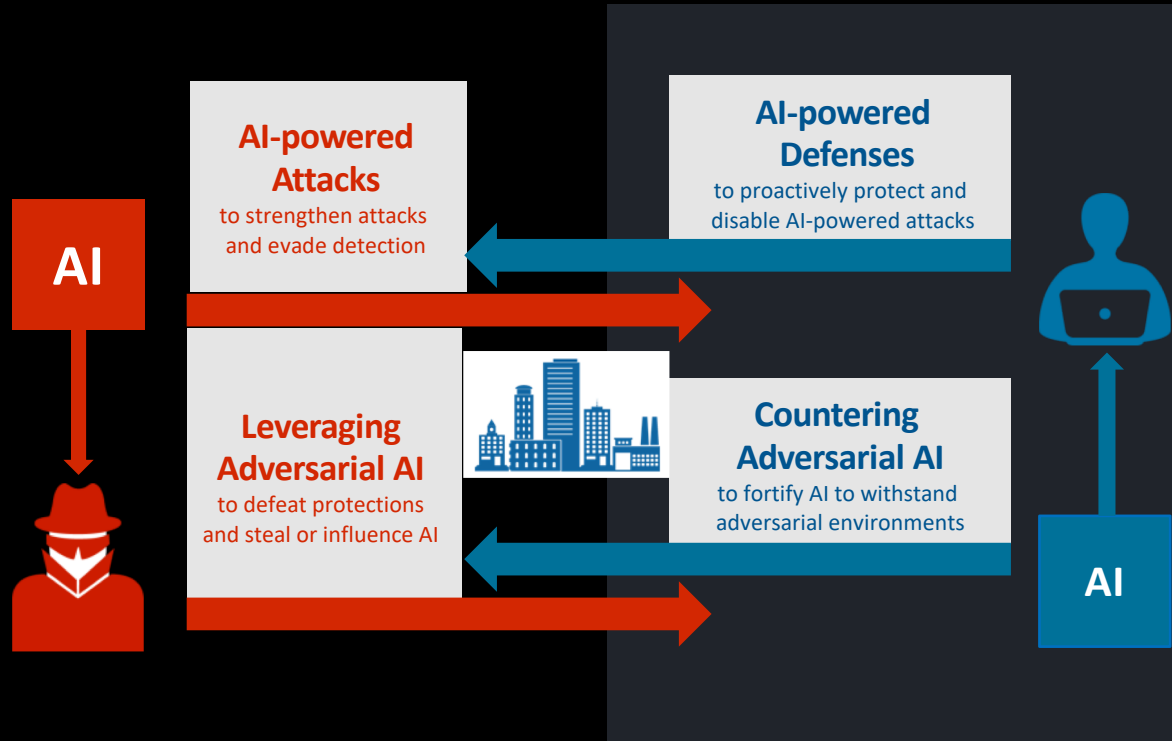 AI
AI-powered
Attacks
to strengthen attacks
and evade detection
Leveraging
Adversarial AI
to defeat protections
and steal or influence AI
AI-powered
Defenses
to proactively protect and
disable AI-powered attacks
Countering
Adversarial AI
to fortify AI to withstand
adversarial environments
AI